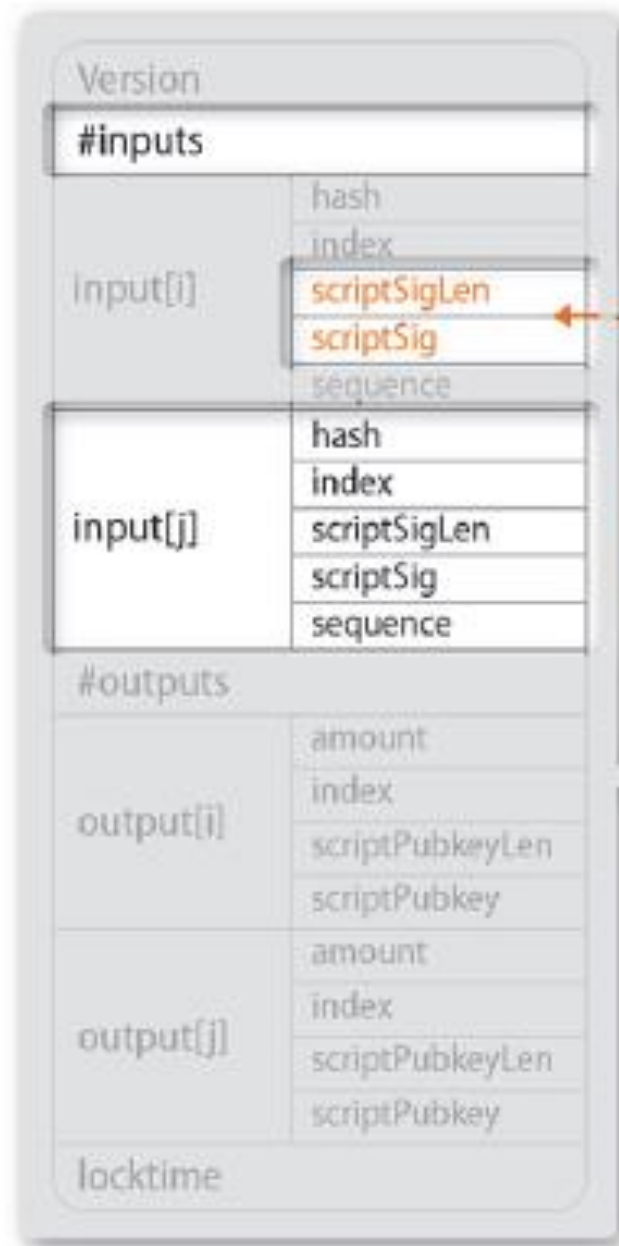 Version
#inputs
input[i]
hash
index
scriptSigLen
scriptSig
sequence
input[j]
hash
index
scriptSigLen
scriptSig
sequence
#outputs
output[i]
amount
index
scriptPubkeyLen
scriptPubkey
output[j]
amount
index
scriptPubkeyLen
scriptPubkey
locktime